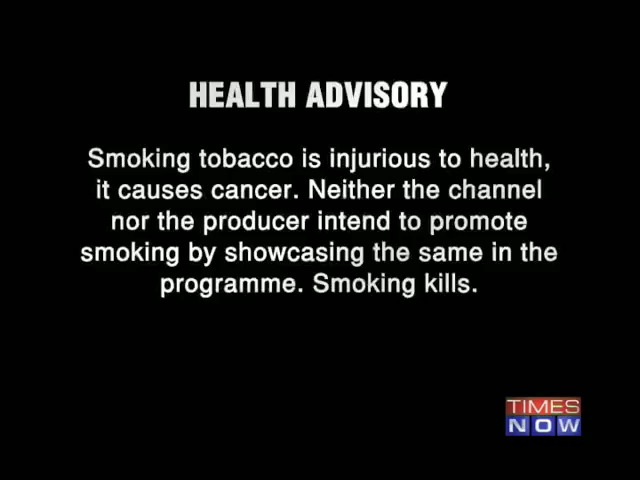 HEALTH ADVISORY
Smoking tobacco is injurious to health,
it causes cancer. Neither the channel
nor the producer intend to promote
smoking by showcasing the same in the
programme. Smoking kills.
TIMES
NOW